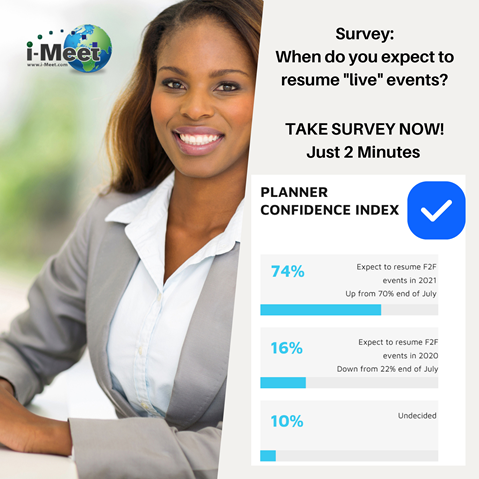 i-Meet
www.i-Meet.com
Survey:
When do you expect to
resume "live" events?
TAKE SURVEY NOW!
Just 2 Minutes
PLANNER
CONFIDENCE INDEX
74%
Expect to resume F2F
events in 2021
Up from 70% end of July
16%
Expect to resume F2F
events in 2020
Down from 22% end of July
10%
Undecided